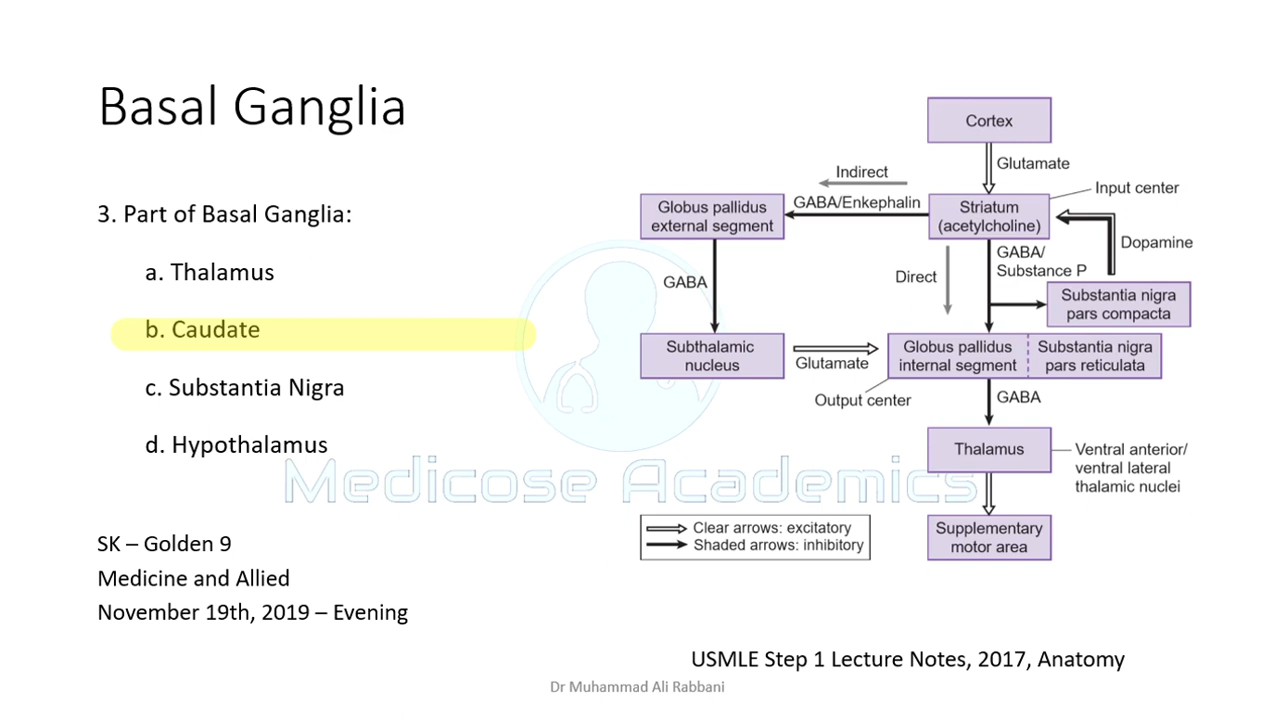 Basal Ganglia
3. Part of Basal Ganglia:
a. Thalamus
b. Caudate
c. Substantia Nigra
d. Hypothalamus
SK – Golden 9
Medicine and Allied
November 19th, 2019 – Evening
Cortex
Glutamate
Indirect
GABA/Enkephalin
Input center
Globus pallidus
external segment
Striatum
(acetylcholine)
Dopamine
GABA/
Substance P
GABA
Direct
Substantia nigra
pars compacta
Subthalamic
nucleus
Glutamate
Globus pallidus
internal segment
Substantia nigra
pars reticulata
Output center
GABA
Thalamus
Ventral anterior/
ventral lateral
thalamic nuclei
Supplementary
motor area
Clear arrows: excitatory
Shaded arrows: inhibitory
Medicose Academics
USMLE Step 1 Lecture Notes, 2017, Anatomy
Dr Muhammad Ali Rabbani